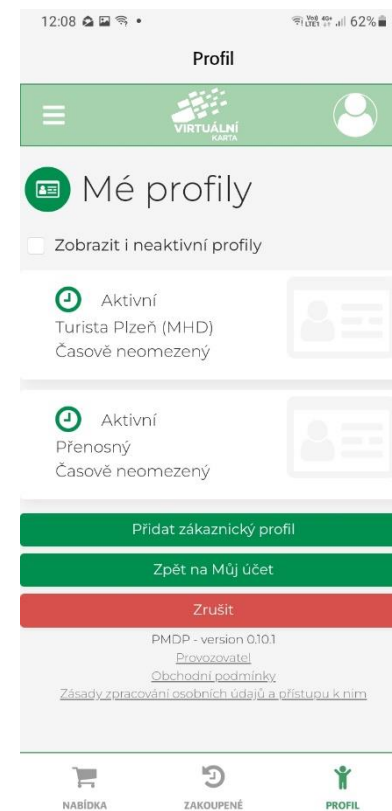 12:08 62%
Profil
VIRTUÁLNÍ
KARTA
Mé profily
Zobrazit i neaktivní profily
Aktivní
Turista Plzeň (MHD)
Časově neomezený
Aktivní
Přenosný
Časově neomezený
Přidat zákaznický profil
Zpět na Můj účet
Zrušit
PMDP - version 0.10.1
Provozovatel
Obchodní podmínky
Zásady zpracování osobních údajů a přístupu k nim
NABÍDKA ZAKOUPENÉ PROFIL